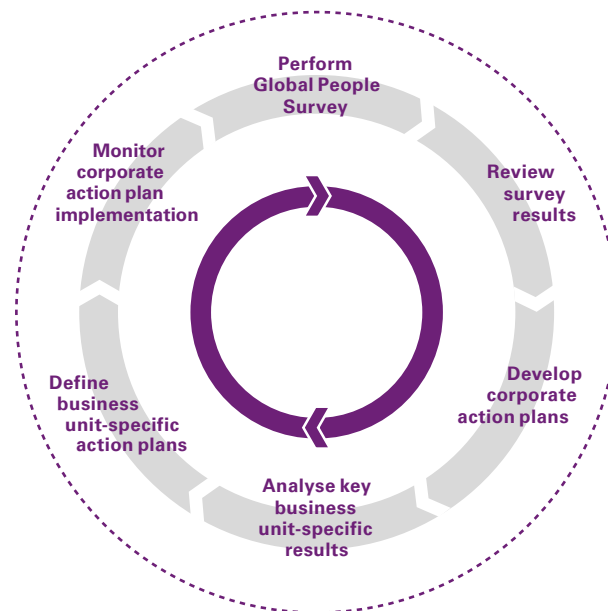 Perform
Global People
Survey
Review
survey
results
Develop
corporate
action plans
Analyse key
business
unit-specific
results
Define
business
unit-specific
action plans
Monitor
corporate
action plan
implementation